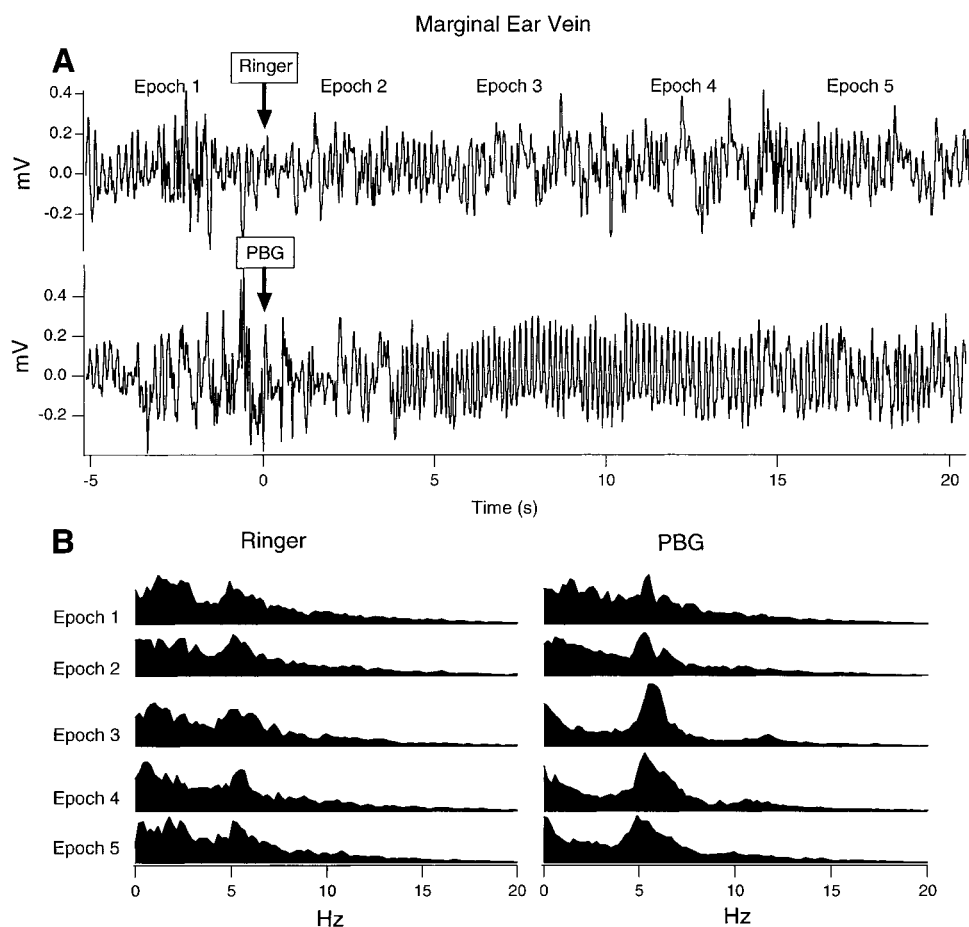 Marginal Ear Vein
A
Ringer
Epoch 1 Epoch 2 Epoch 3 Epoch 4 Epoch 5
0.4
0.2
0.0
-0.2
mV
PBG
0.4
0.2
0.0
-0.2
mV
-5 0 5 10 15 20
Time (s)
B
Ringer PBG
Epoch 1
Epoch 2
Epoch 3
Epoch 4
Epoch 5
0 5 10 15 20 0 5 10 15 20
Hz Hz